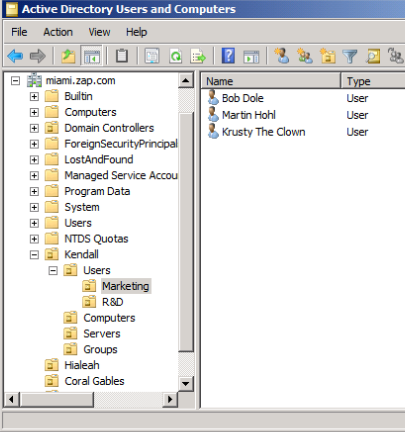 Active Directory Users and Computers
File Action View Help
miami.zap.com
Builtin
Computers
Domain Controllers
ForeignSecurityPrincipal
LostAndFound
Managed Service Accou
Program Data
System
Users
NTDS Quotas
Kendall
Users
Marketing
R&D
Computers
Servers
Groups
Hialeah
Coral Gables
Name Type
Bob Dole User
Martin Hohl User
Krusty The Clown User